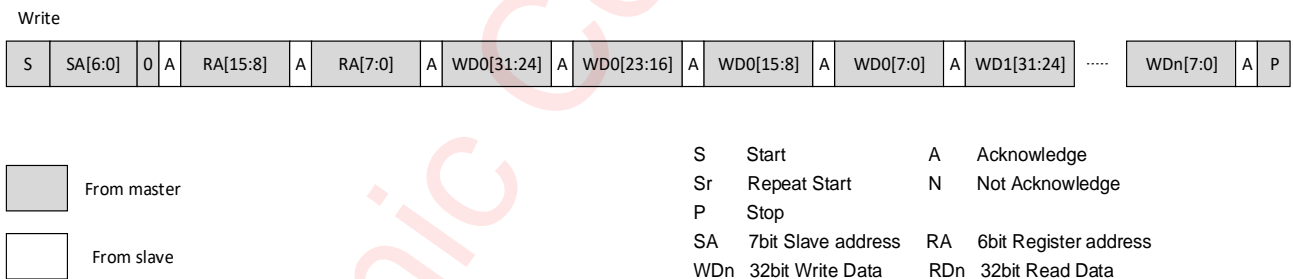 Write
S SA[6:0] 0 A RA[15:8] A RA[7:0] A WD0[31:24] A WD0[23:16] A WD0[15:8] A WD0[7:0] A WD1[31:24] ..... WDn[7:0] A P
S Start A Acknowledge
From master Sr Repeat Start N Not Acknowledge
P Stop
SA 7bit Slave address RA 6bit Register address
From slave WDn 32bit Write Data RDn 32bit Read Data
nic Co